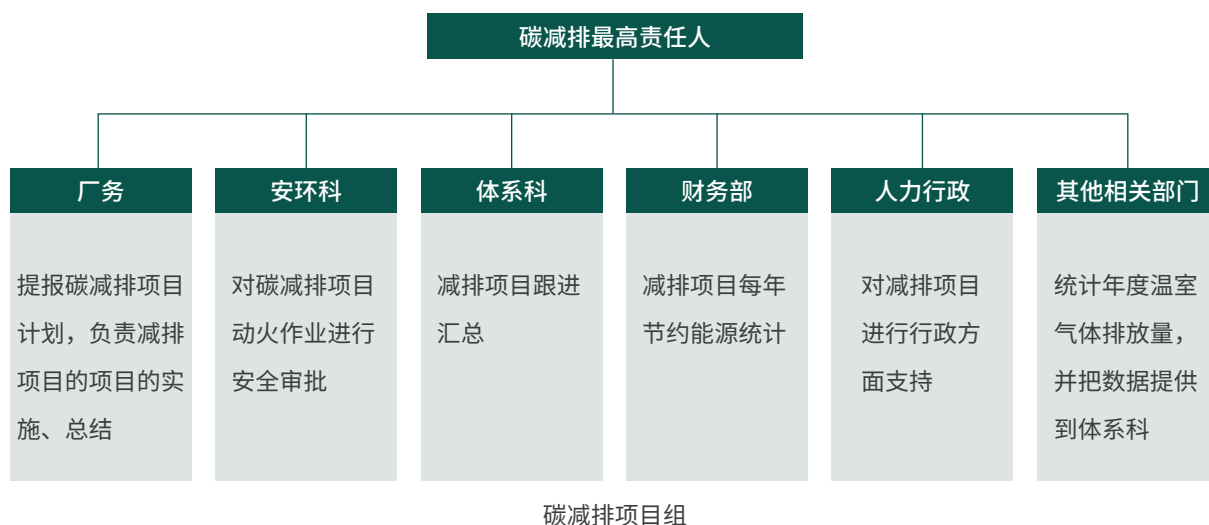 碳减排最高责任人
厂务
提报碳减排项目
计划，负责减排
项目的项目的实
施、总结
安环科
对碳减排项目
动火作业进行
安全审批
体系科
减排项目跟进
汇总
财务部
减排项目每年
节约能源统计
人力行政
对减排项目
进行行政方
面支持
其他相关部门
统计年度温室
气体排放量，
并把数据提供
到体系科
碳减排项目组